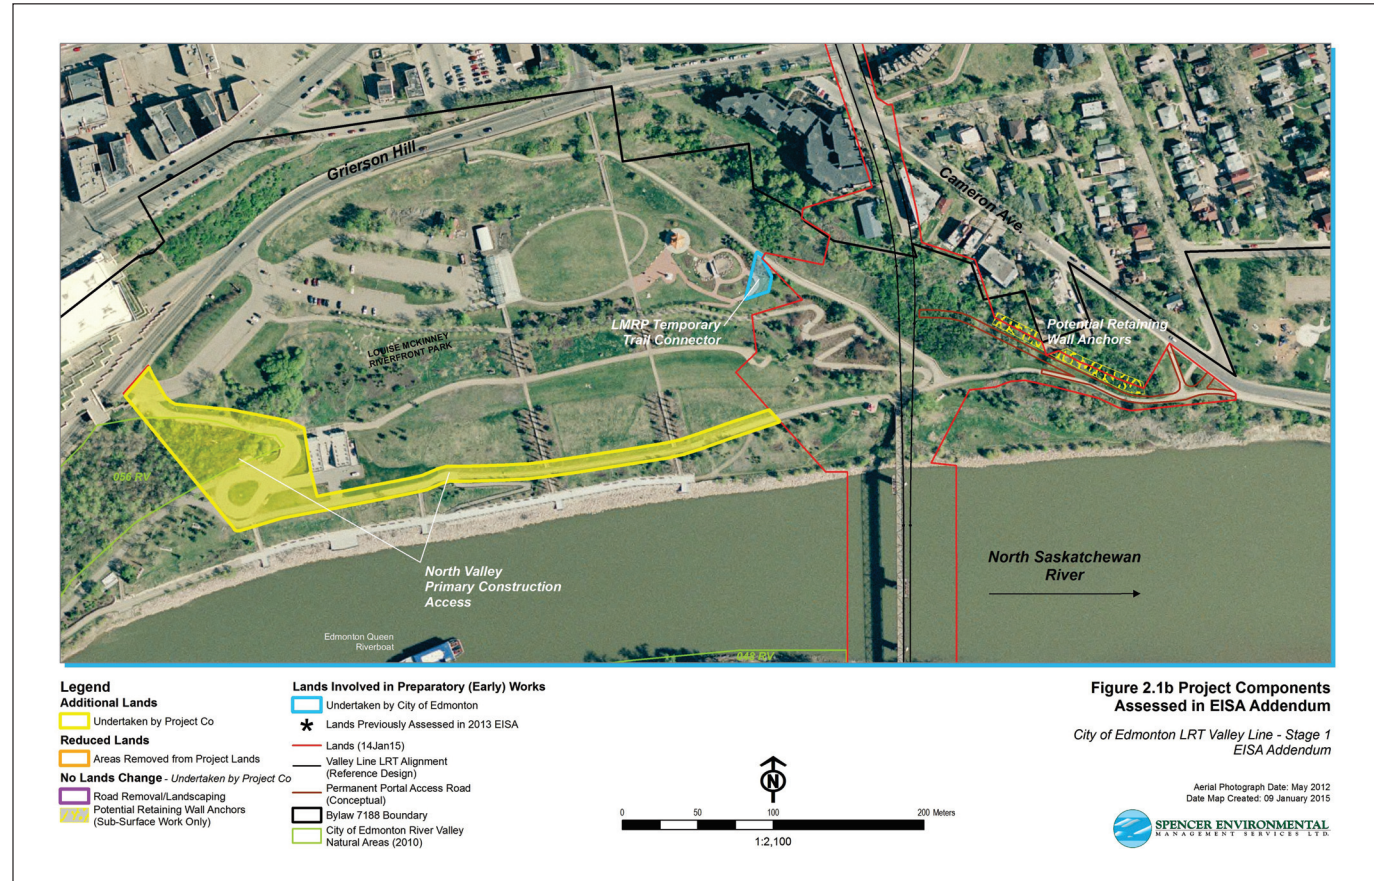 Grierson Hill
Cameron Ave.
LMRP Temporary
Trail Connector
Potential Retaining
Wall Anchors
LOUISE MCKINNEY
RIVERFRONT PARK
056 RV
North Valley
Primary Construction
Access
North Saskatchewan
River
Edmonton Queen
Riverboat
048 RV
Legend
Additional Lands
Undertaken by Project Co
Reduced Lands
Areas Removed from Project Lands
No Lands Change - Undertaken by Project Co
Road Removal/Landscaping
Potential Retaining Wall Anchors
(Sub-Surface Work Only)
Lands Involved in Preparatory (Early) Works
Undertaken by City of Edmonton
* Lands Previously Assessed in 2013 EISA
Lands (14Jan15)
Valley Line LRT Alignment
(Reference Design)
Permanent Portal Access Road
(Conceptual)
Bylaw 7188 Boundary
City of Edmonton River Valley
Natural Areas (2010)
N
0 50 100 200 Meters
1:2,100
Figure 2.1b Project Components
Assessed in EISA Addendum
City of Edmonton LRT Valley Line - Stage 1
EISA Addendum
Aerial Photograph Date: May 2012
Date Map Created: 09 January 2015
SPENCER ENVIRONMENTAL
MANAGEMENT SERVICES LTD.